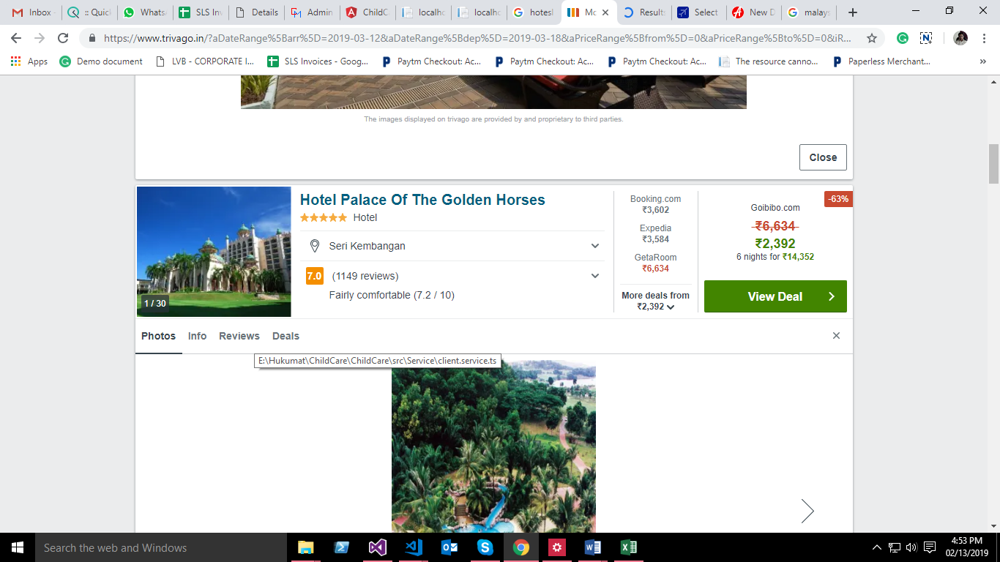 Inbox
:: Quick
Whats
SLS In
Details
Admin
ChildC
localho
localho
hotesl
Mo
Result
Select
New D
malay
https://www.trivago.in/?aDateRange%5Barr%5D=2019-03-12&aDateRange%5Bdep%5D=2019-03-18&aPriceRange%5Bfrom%5D=0&aPriceRange%5Bto%5D=0&iR...
Apps
Demo document
LVB - CORPORATE I...
SLS Invoices - Goog...
Paytm Checkout: Ac...
Paytm Checkout: Ac...
Paytm Checkout: Ac...
The resource canno...
Paperless Merchant...
»
The images displayed on trivago are provided by and proprietary to third parties.
Close
Hotel Palace Of The Golden Horses
Hotel
Seri Kembangan
7.0 (1149 reviews)
Fairly comfortable (7.2 / 10)
1 / 30
Booking.com
₹3,602
Expedia
₹3,584
GetaRoom
₹6,634
More deals from
₹2,392
-63%
Goibibo.com
₹6,634
₹2,392
6 nights for ₹14,352
View Deal
Photos Info Reviews Deals
E:\Hukumat\ChildCare\ChildCare\src\Service\client.service.ts
Search the web and Windows
4:53 PM
02/13/2019